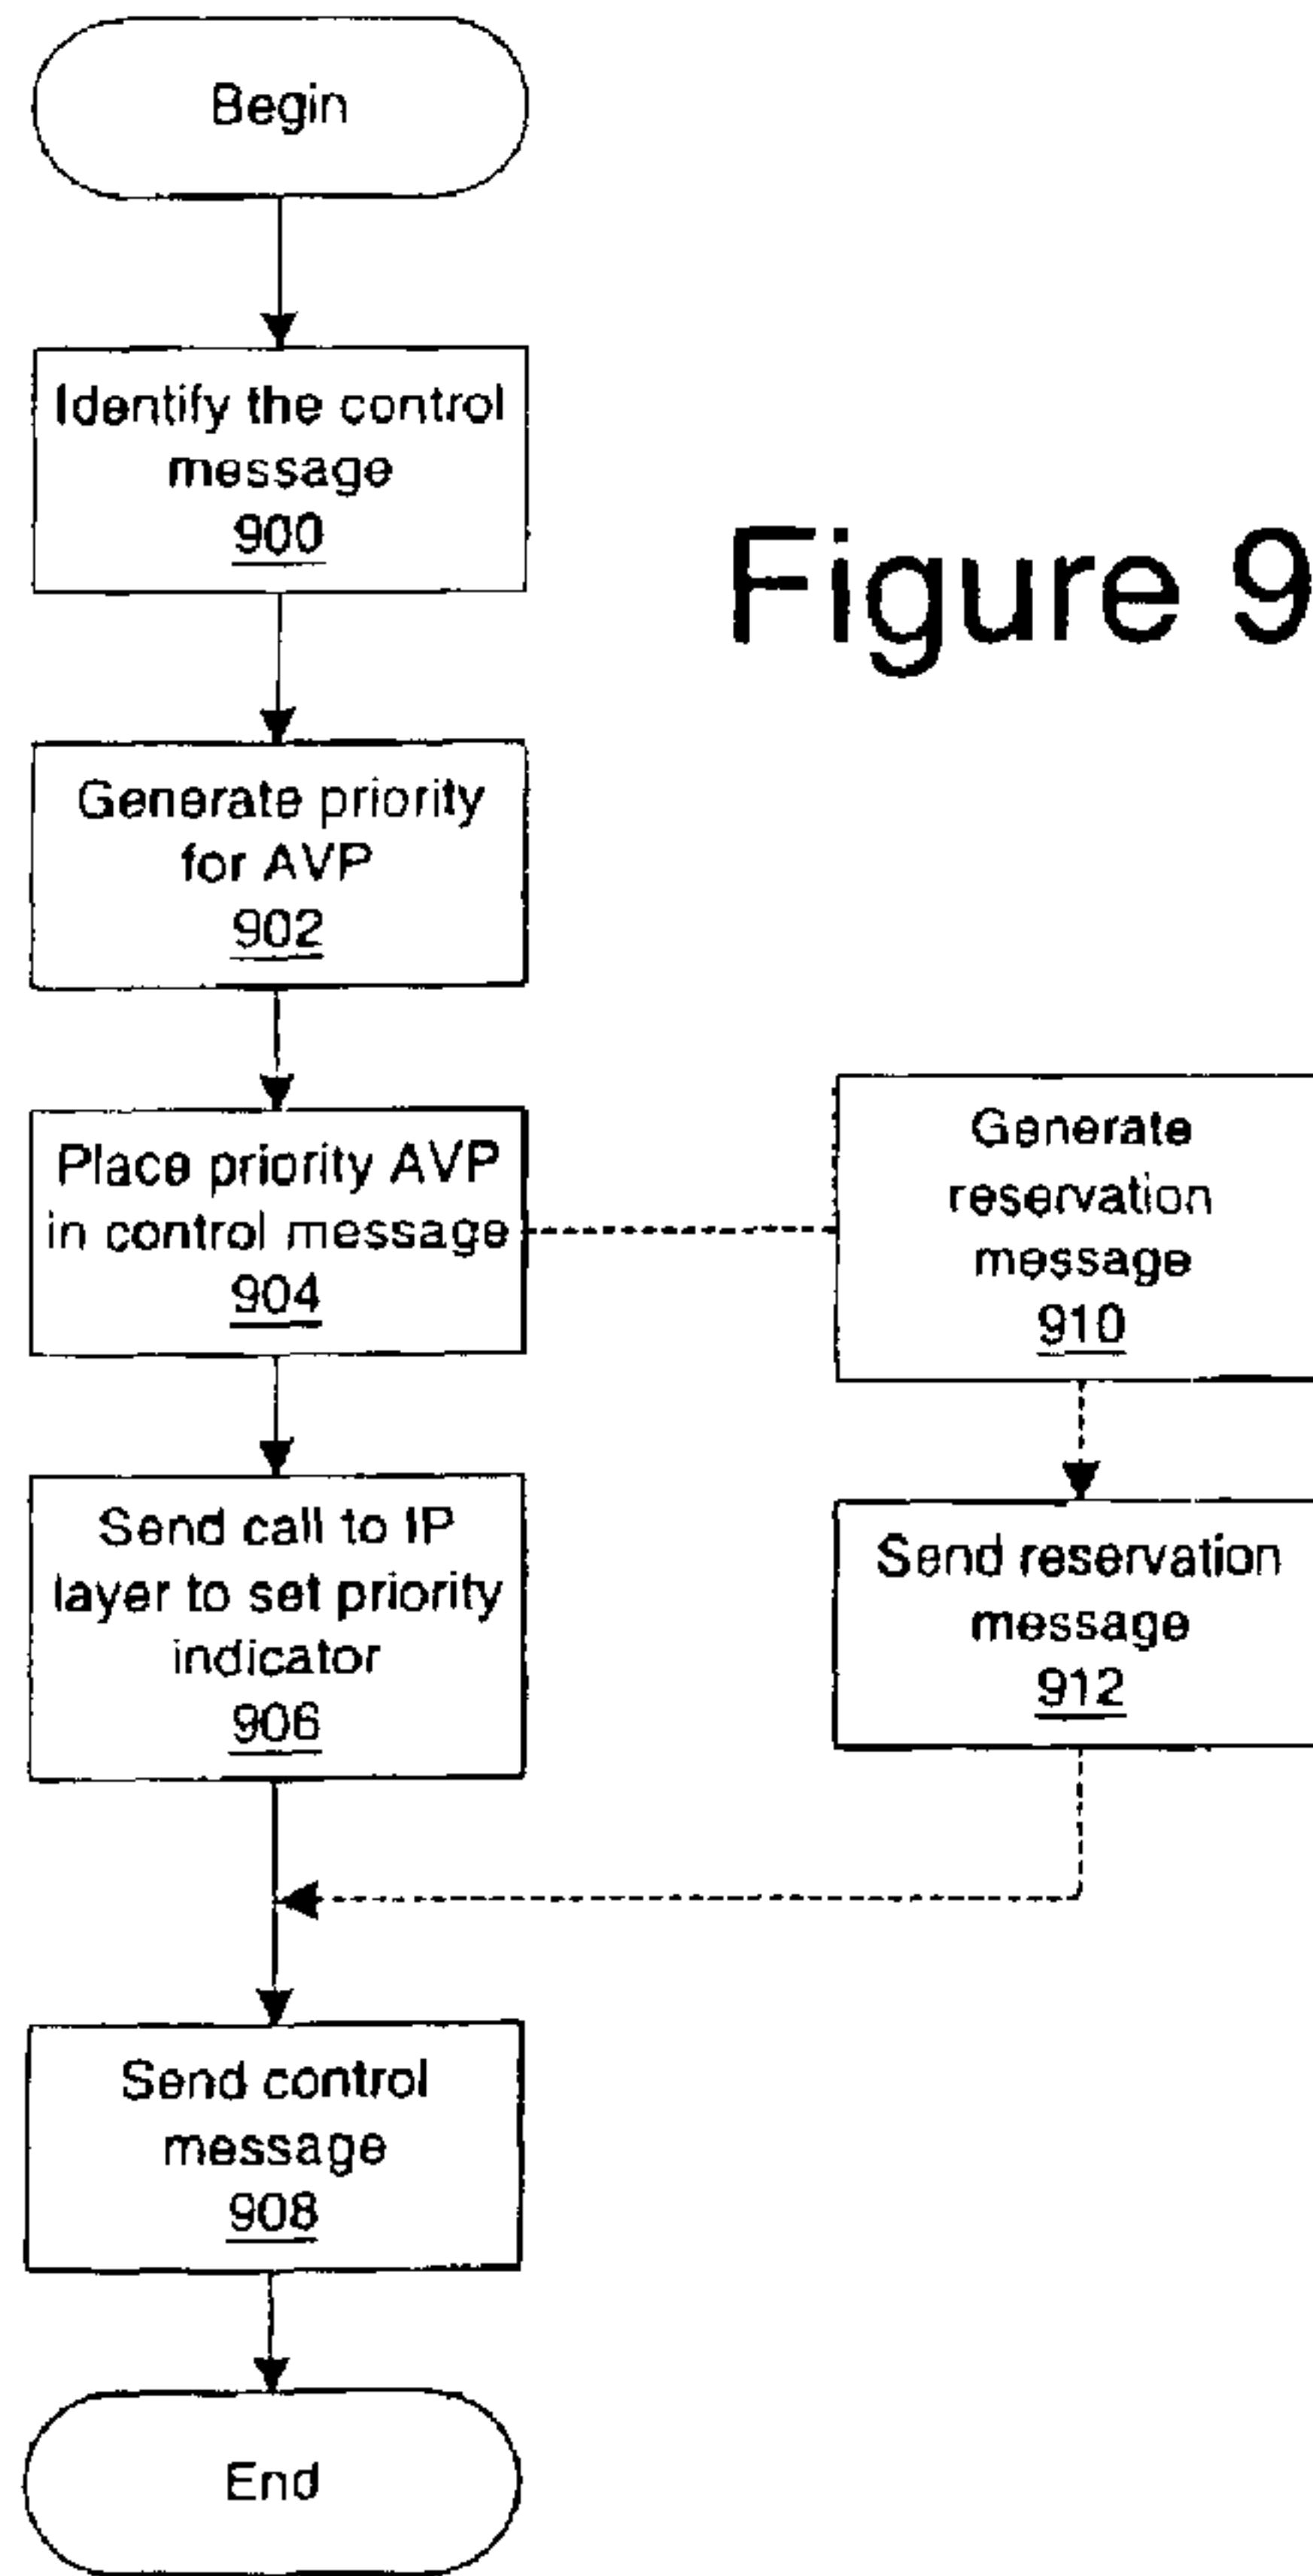 Begin
Identify the control
message
900
Figure 9
Generate priority
for AVP
902
Place priority AVP
in control message
904
Generate
reservation
message
910
Send call to IP
layer to set priority
indicator
906
Send reservation
message
912
Send control
message
908
End